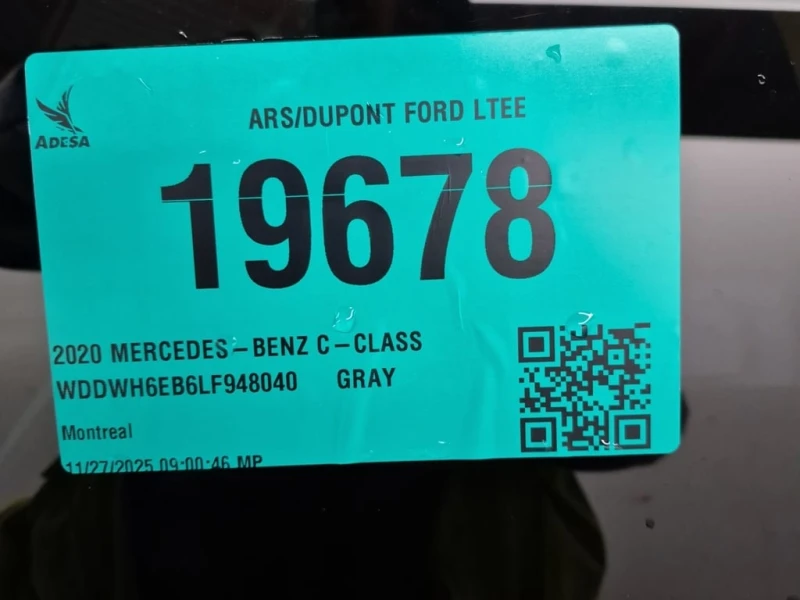 ADESA
ARS/DUPONT FORD LTEE
19678
2020 MERCEDES-BENZ C-CLASS
WDDWH6EB6LF948040 GRAY
Montreal
11/27/2025 09:00:46 MP